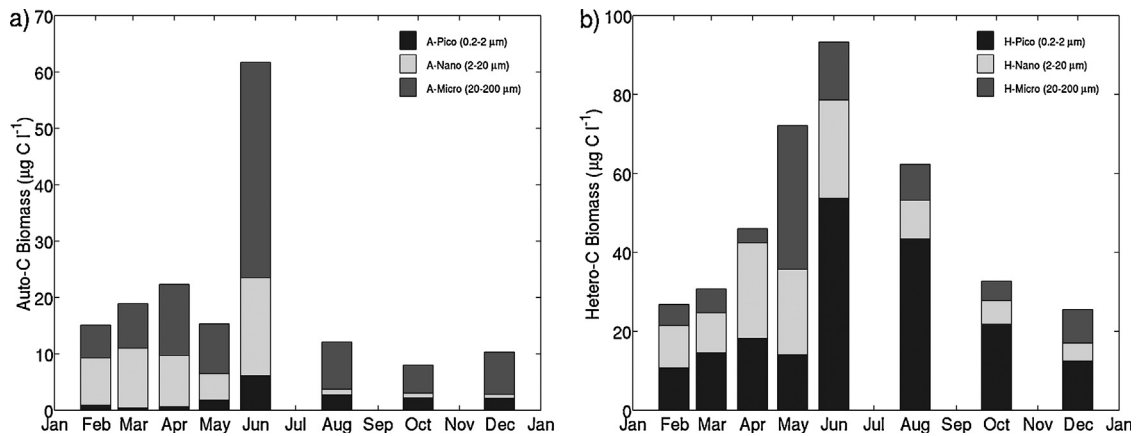 a)
70
60
50
40
30
20
10
0
Auto-C Biomass (µg C l⁻¹)
A-Pico (0.2-2 µm)
A-Nano (2-20 µm)
A-Micro (20-200 µm)
Jan Feb Mar Apr May Jun Jul Aug Sep Oct Nov Dec Jan
b)
100
80
60
40
20
0
Hetero-C Biomass (µg C l⁻¹)
H-Pico (0.2-2 µm)
H-Nano (2-20 µm)
H-Micro (20-200 µm)
Jan Feb Mar Apr May Jun Jul Aug Sep Oct Nov Dec Jan